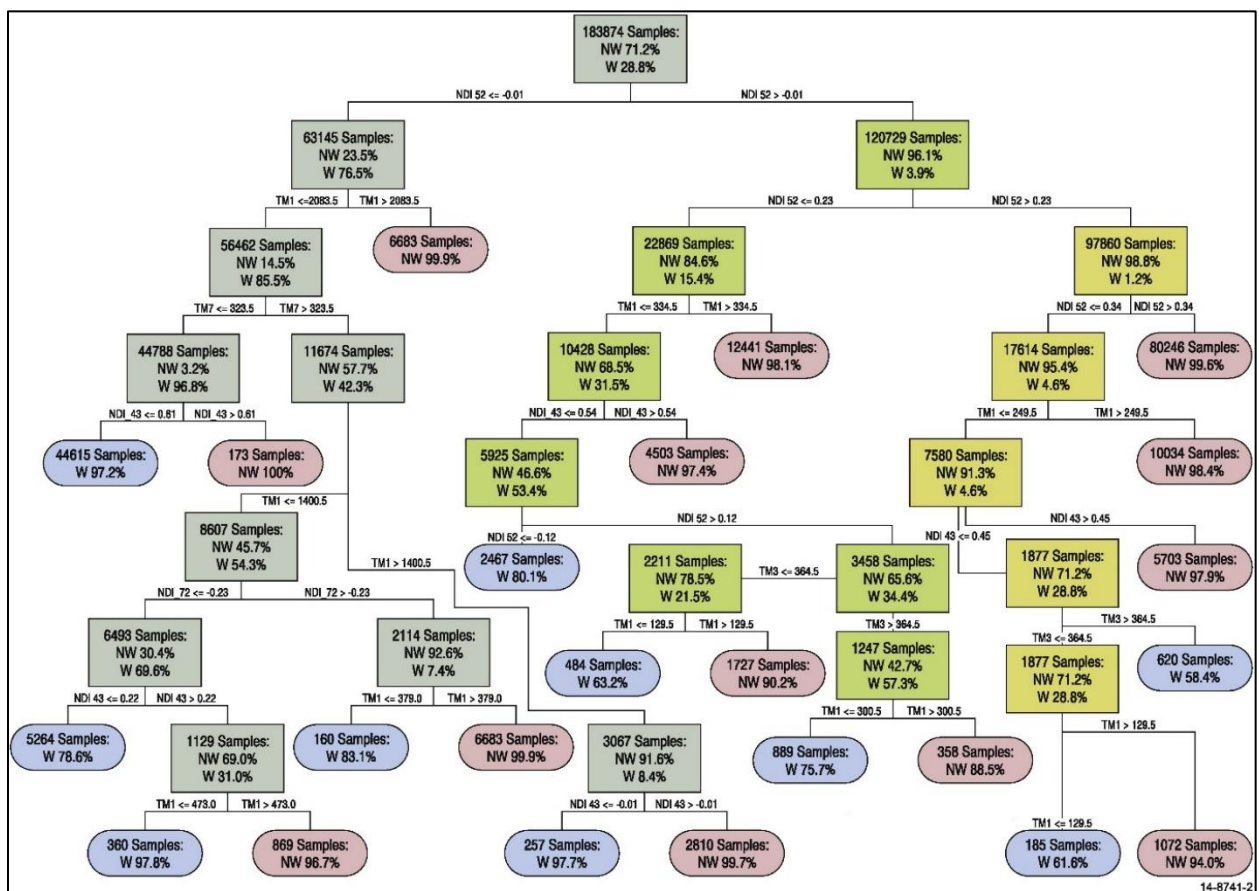 183874 Samples:
NW 71.2%
W 28.8%
NDI 52 <= -0.01
NDI 52 > -0.01
63145 Samples:
NW 23.5%
W 76.5%
120729 Samples:
NW 96.1%
W 3.9%
TM1 <=2083.5
TM1 > 2083.5
NDI 52 <= 0.23
NDI 52 > 0.23
56462 Samples:
NW 14.5%
W 85.5%
6683 Samples:
NW 99.9%
22869 Samples:
NW 84.6%
W 15.4%
97860 Samples:
NW 98.8%
W 1.2%
TM7 <= 323.5
TM7 > 323.5
TM1 <= 334.5
TM1 > 334.5
NDI 52 <= 0.34
NDI 52 > 0.34
44788 Samples:
NW 3.2%
W 96.8%
11674 Samples:
NW 57.7%
W 42.3%
10428 Samples:
NW 68.5%
W 31.5%
12441 Samples:
NW 98.1%
17614 Samples:
NW 95.4%
W 4.6%
80246 Samples:
NW 99.6%
NDI_43 <= 0.61
NDI_43 > 0.61
NDI_43 <= 0.54
NDI_43 > 0.54
TM1 <= 249.5
TM1 > 249.5
44615 Samples:
W 97.2%
173 Samples:
NW 100%
5925 Samples:
NW 46.6%
W 53.4%
4503 Samples:
NW 97.4%
7580 Samples:
NW 91.3%
W 4.6%
10034 Samples:
NW 98.4%
TM1 <= 1400.5
8607 Samples:
NW 45.7%
W 54.3%
TM1 > 1400.5
NDI 52 <= -0.12
NDI 52 > 0.12
NDI 43 <= 0.45
NDI 43 > 0.45
2467 Samples:
W 80.1%
2211 Samples:
NW 78.5%
W 21.5%
TM3 <= 364.5
3458 Samples:
NW 65.6%
W 34.4%
1877 Samples:
NW 71.2%
W 28.8%
5703 Samples:
NW 97.9%
NDI_72 <= -0.23
NDI_72 > -0.23
TM1 <= 129.5
TM1 > 129.5
TM3 > 364.5
TM3 <= 364.5
TM3 > 364.5
6493 Samples:
NW 30.4%
W 69.6%
2114 Samples:
NW 92.6%
W 7.4%
484 Samples:
W 63.2%
1727 Samples:
NW 90.2%
1247 Samples:
NW 42.7%
W 57.3%
1877 Samples:
NW 71.2%
W 28.8%
620 Samples:
W 58.4%
NDI 43 <= 0.22
NDI 43 > 0.22
TM1 <= 379.0
TM1 > 379.0
TM1 <= 300.5
TM1 > 300.5
TM1 > 129.5
5264 Samples:
W 78.6%
1129 Samples:
NW 69.0%
W 31.0%
160 Samples:
W 83.1%
6683 Samples:
NW 99.9%
3067 Samples:
NW 91.6%
W 8.4%
889 Samples:
W 75.7%
358 Samples:
NW 88.5%
TM1 <= 473.0
TM1 > 473.0
NDI 43 <= -0.01
NDI 43 > -0.01
TM1 <= 129.5
360 Samples:
W 97.8%
869 Samples:
NW 96.7%
257 Samples:
W 97.7%
2810 Samples:
NW 99.7%
185 Samples:
W 61.6%
1072 Samples:
NW 94.0%
14-8741-2